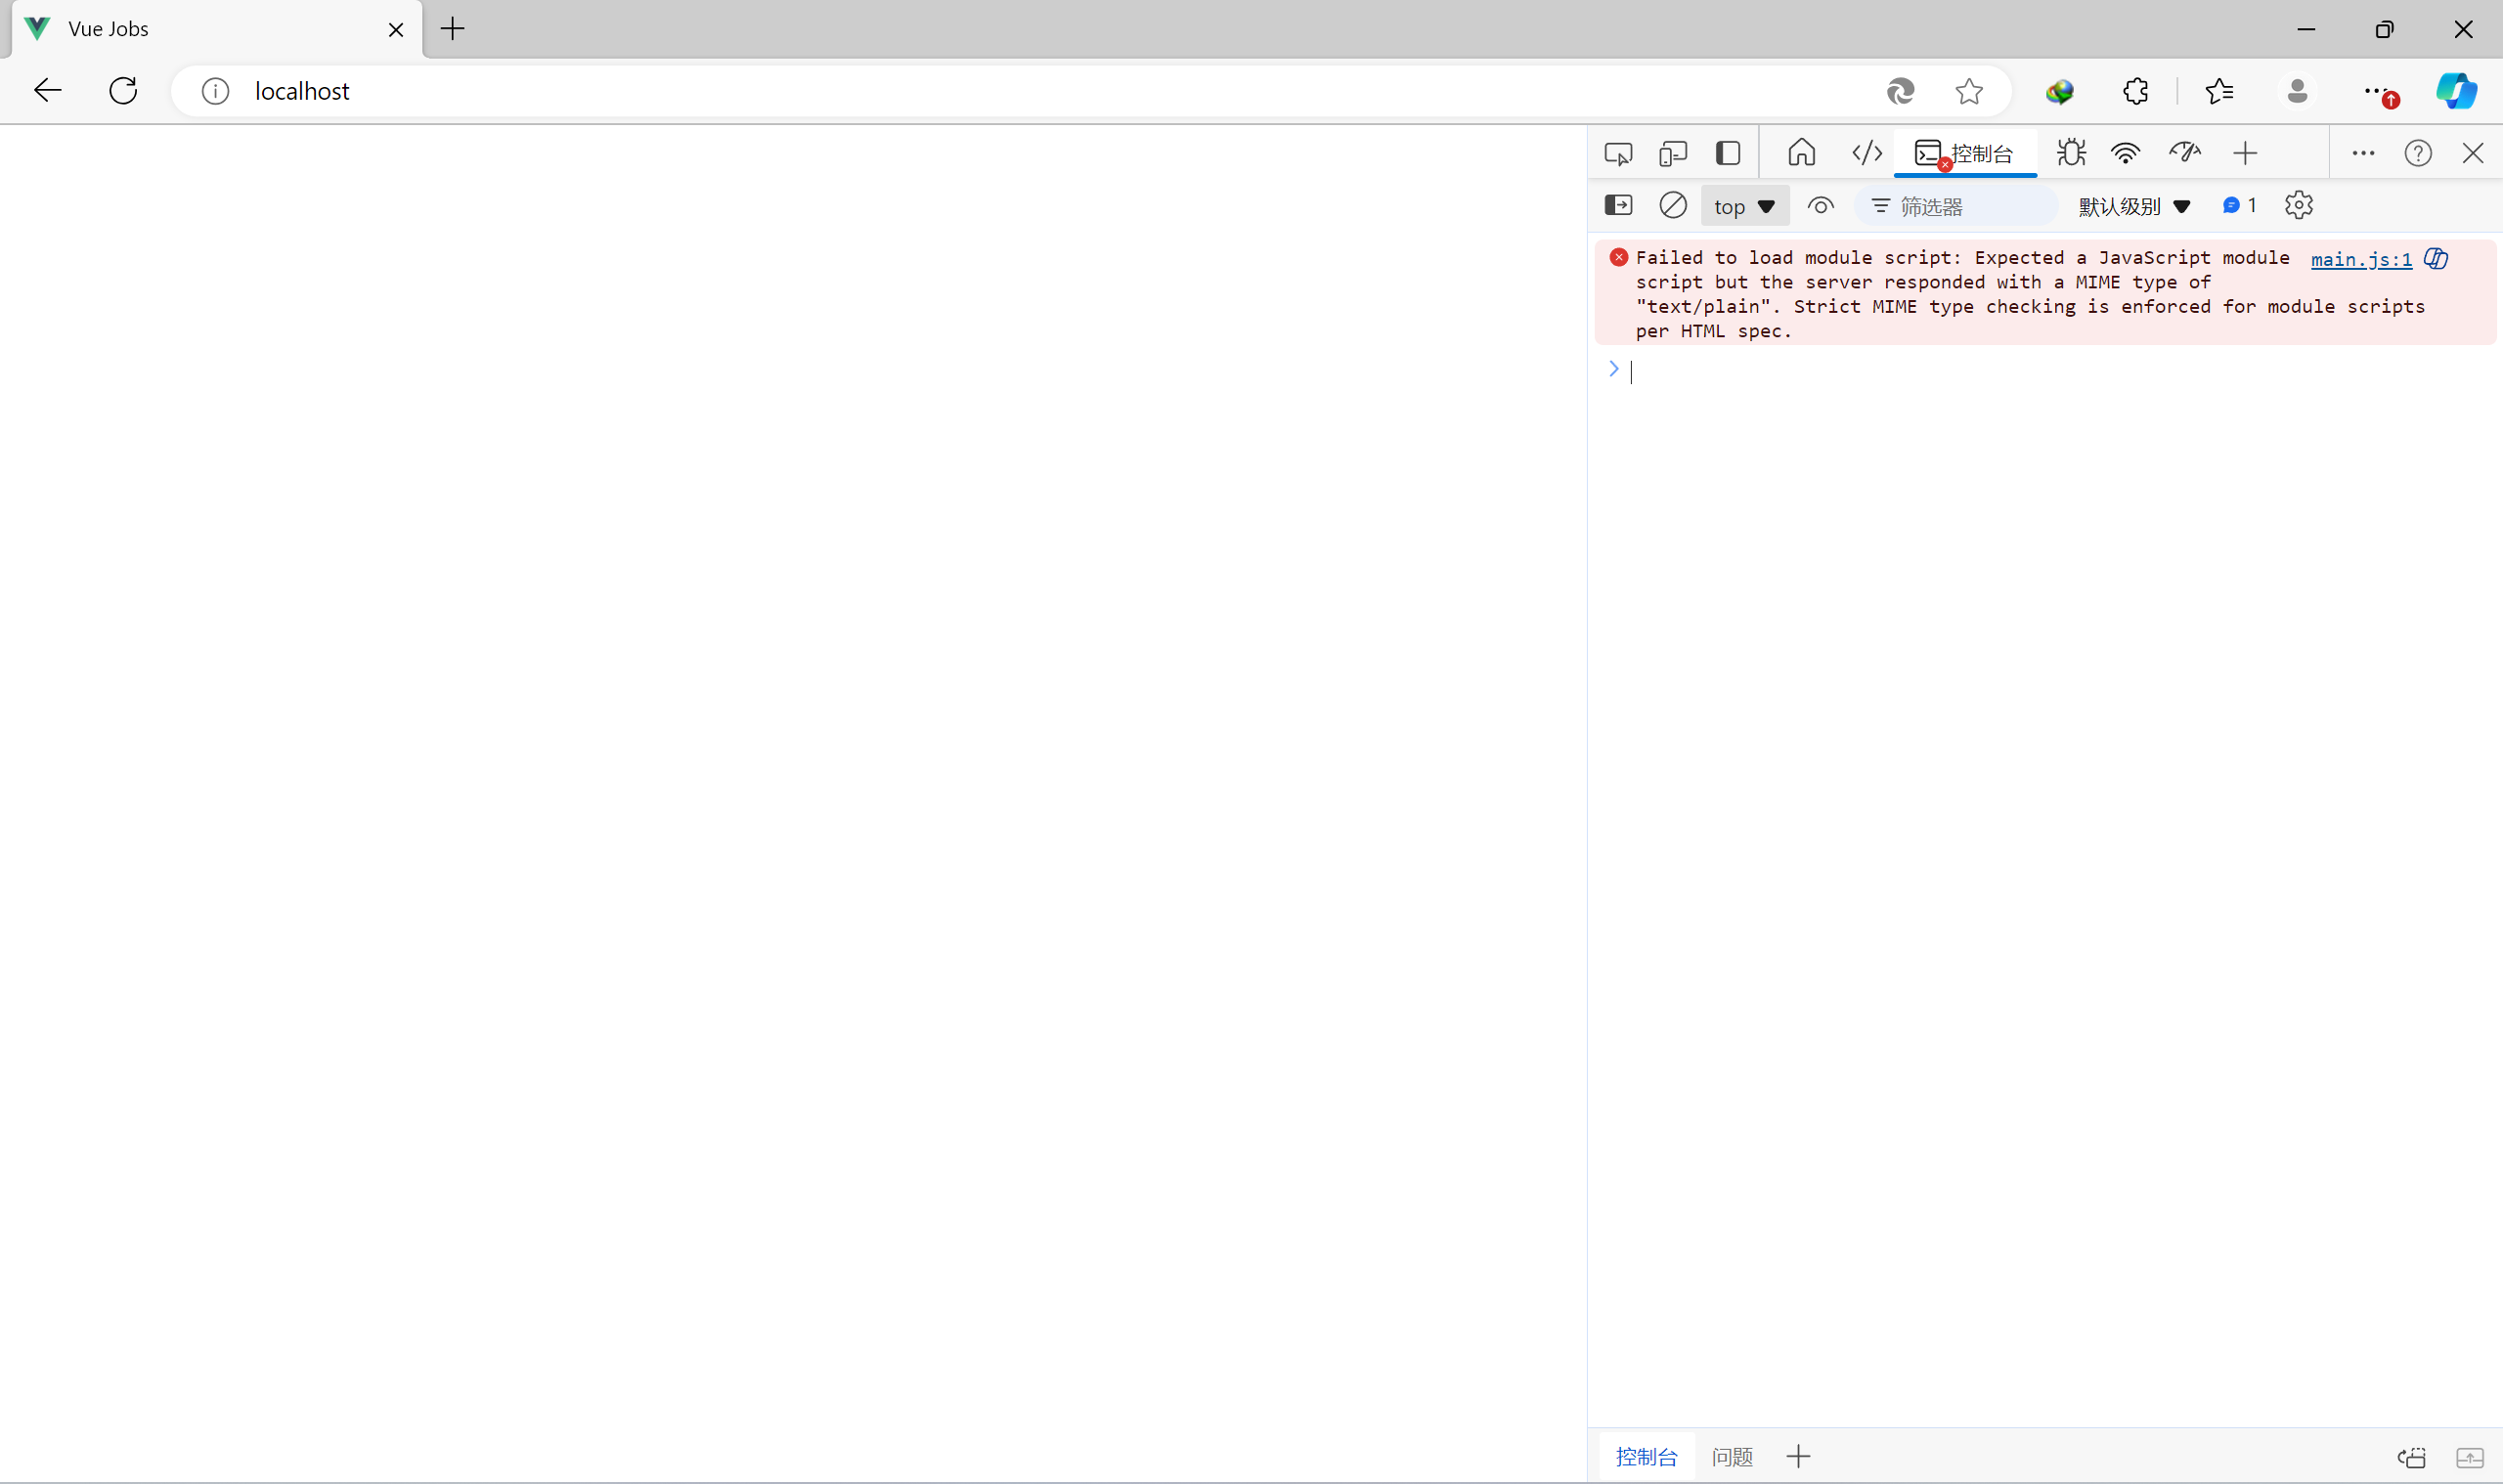 Vue Jobs
localhost
控制台
top
筛选器
默认级别
1
Failed to load module script: Expected a JavaScript module main.js:1
script but the server responded with a MIME type of
"text/plain". Strict MIME type checking is enforced for module scripts
per HTML spec.
控制台 问题